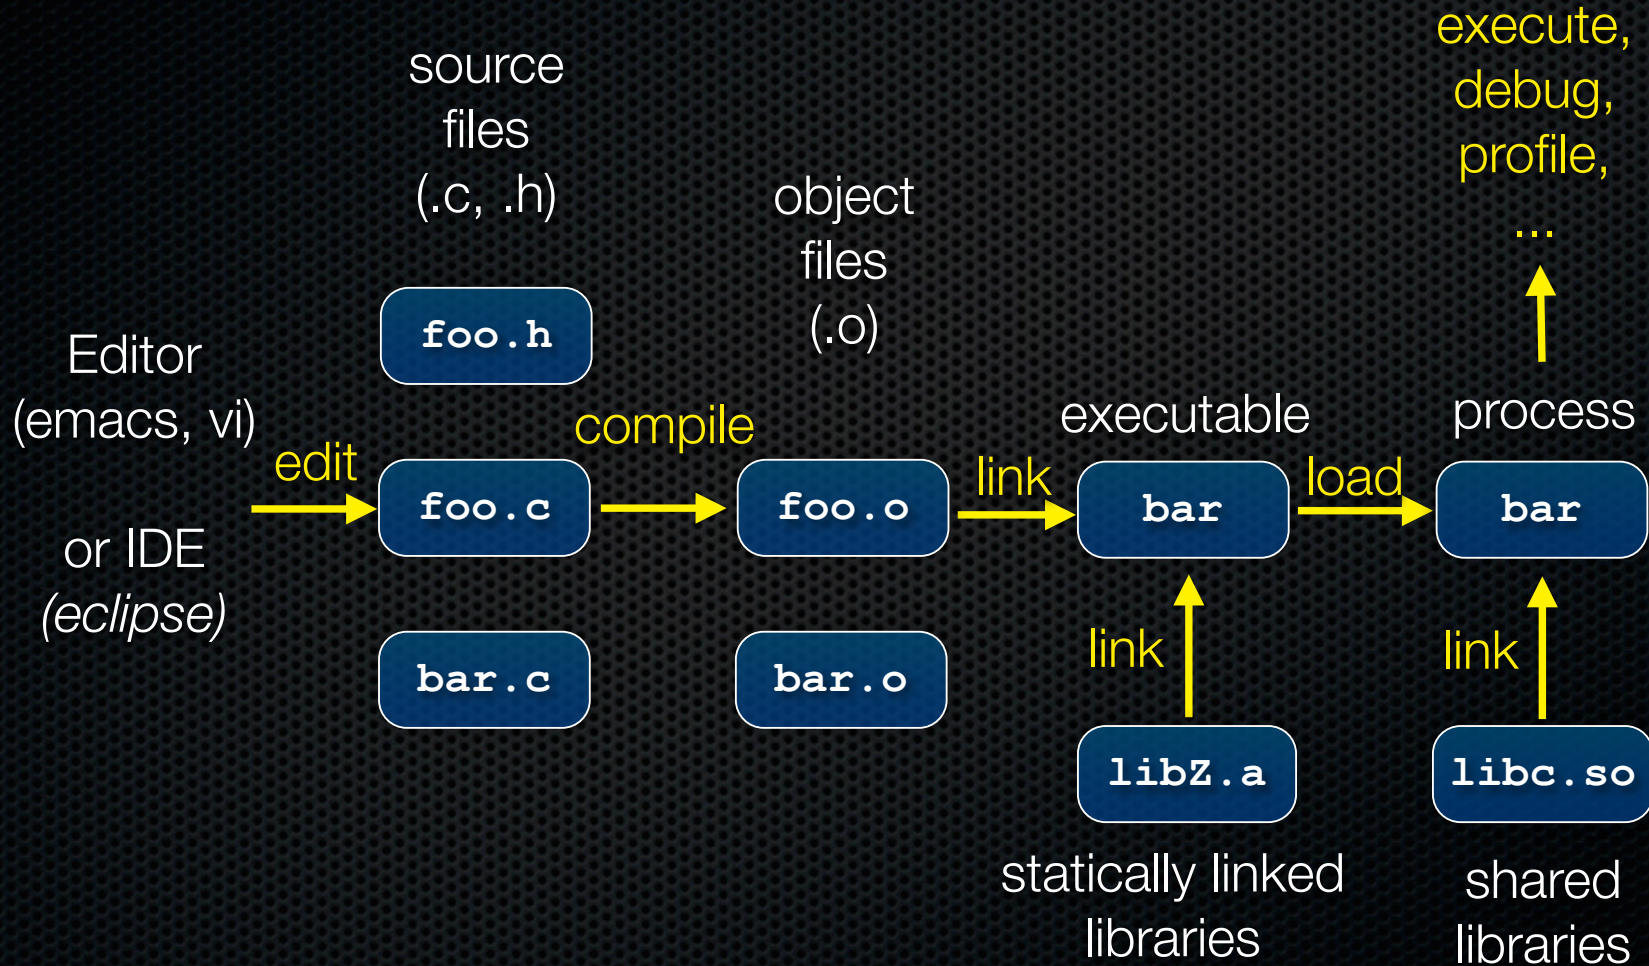 execute,
debug,
profile,
...
source
files
(.c, .h)
object
files
(.o)
Editor
(emacs, vi)
or IDE
(eclipse)
edit
foo.h
foo.c
bar.c
compile
foo.o
bar.o
link
executable
bar
load
process
bar
link
libZ.a
statically linked
libraries
link
libc.so
shared
libraries